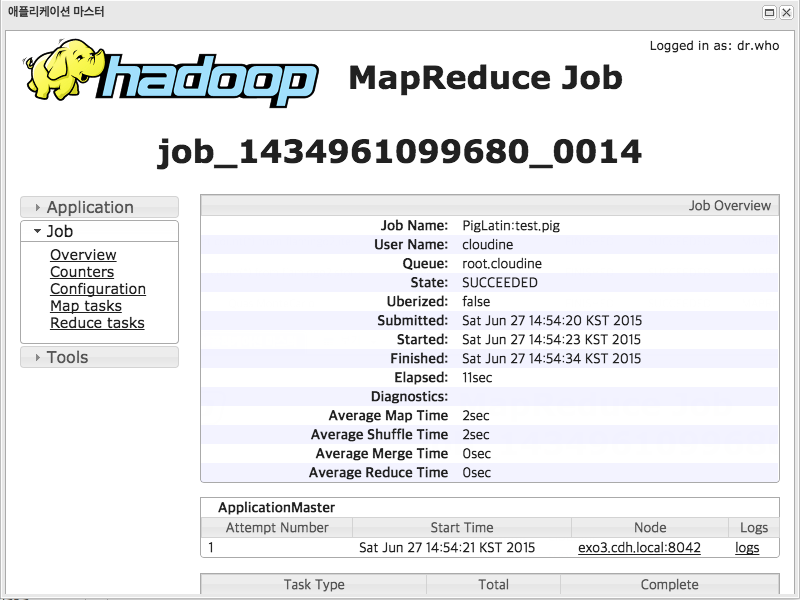 애플리케이션 마스터
Logged in as: dr.who
hadoop
MapReduce Job
job_1434961099680_0014
Application
Job
Overview
Counters
Configuration
Map tasks
Reduce tasks
Tools
Job Overview
Job Name: PigLatin:test.pig
User Name: cloudine
Queue: root.cloudine
State: SUCCEEDED
Uberized: false
Submitted: Sat Jun 27 14:54:20 KST 2015
Started: Sat Jun 27 14:54:23 KST 2015
Finished: Sat Jun 27 14:54:34 KST 2015
Elapsed: 11sec
Diagnostics:
Average Map Time 2sec
Average Shuffle Time 2sec
Average Merge Time 0sec
Average Reduce Time 0sec
ApplicationMaster
Attempt Number Start Time Node Logs
1 Sat Jun 27 14:54:21 KST 2015 exo3.cdh.local:8042 logs
Task Type Total Complete